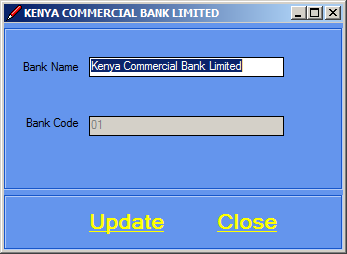 KENYA COMMERCIAL BANK LIMITED
Bank Name Kenya Commercial Bank Limited
Bank Code 01
Update Close